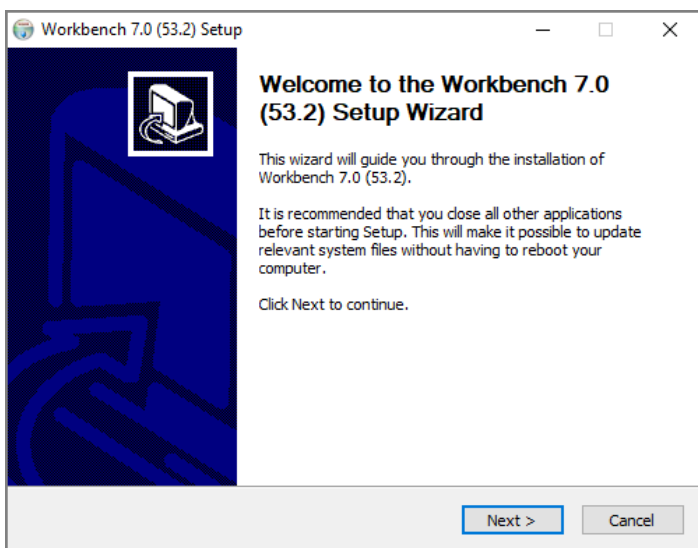 Workbench 7.0 (53.2) Setup
Welcome to the Workbench 7.0
(53.2) Setup Wizard
This wizard will guide you through the installation of
Workbench 7.0 (53.2).
It is recommended that you close all other applications
before starting Setup. This will make it possible to update
relevant system files without having to reboot your
computer.
Click Next to continue.
Next >
Cancel